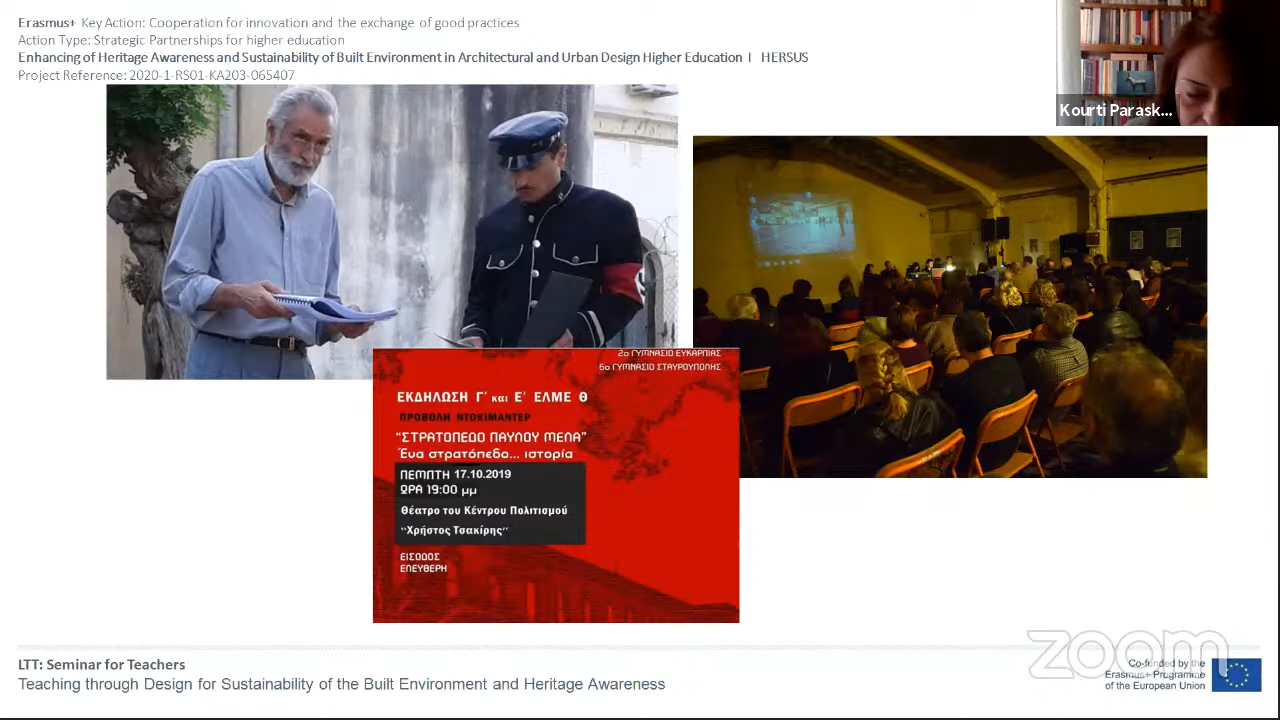 Erasmus+ Key Action: Cooperation for innovation and the exchange of good practices
Action Type: Strategic Partnerships for higher education
Enhancing of Heritage Awareness and Sustainability of Built Environment in Architectural and Urban Design Higher Education I HERSUS
Project Reference: 2020-1-RS01-KA203-065407
Kourti Parask...
2ο ΓΥΜΝΑΣΙΟ ΕΥΚΑΡΠΙΑΣ
6ο ΓΥΜΝΑΣΙΟ ΣΤΑΥΡΟΥΠΟΛΗΣ
ΕΚΔΗΛΩΣΗ Γ΄ και Ε΄ ΕΛΜΕ Θ
ΠΡΟΒΟΛΗ ΝΤΟΚΙΜΑΝΤΕΡ
“ΣΤΡΑΤΟΠΕΔΟ ΠΑΥΛΟΥ ΜΕΛΑ”
Ένα στρατόπεδο... ιστορία
ΠΕΜΠΤΗ 17.10.2019
ΩΡΑ 19:00 μμ
Θέατρο του Κέντρου Πολιτισμού
“Χρήστος Τσακίρης”
ΕΙΣΟΔΟΣ
ΕΛΕΥΘΕΡΗ
LTT: Seminar for Teachers
Teaching through Design for Sustainability of the Built Environment and Heritage Awareness
zoom
Co-funded by the
Erasmus+ Programme
of the European Union